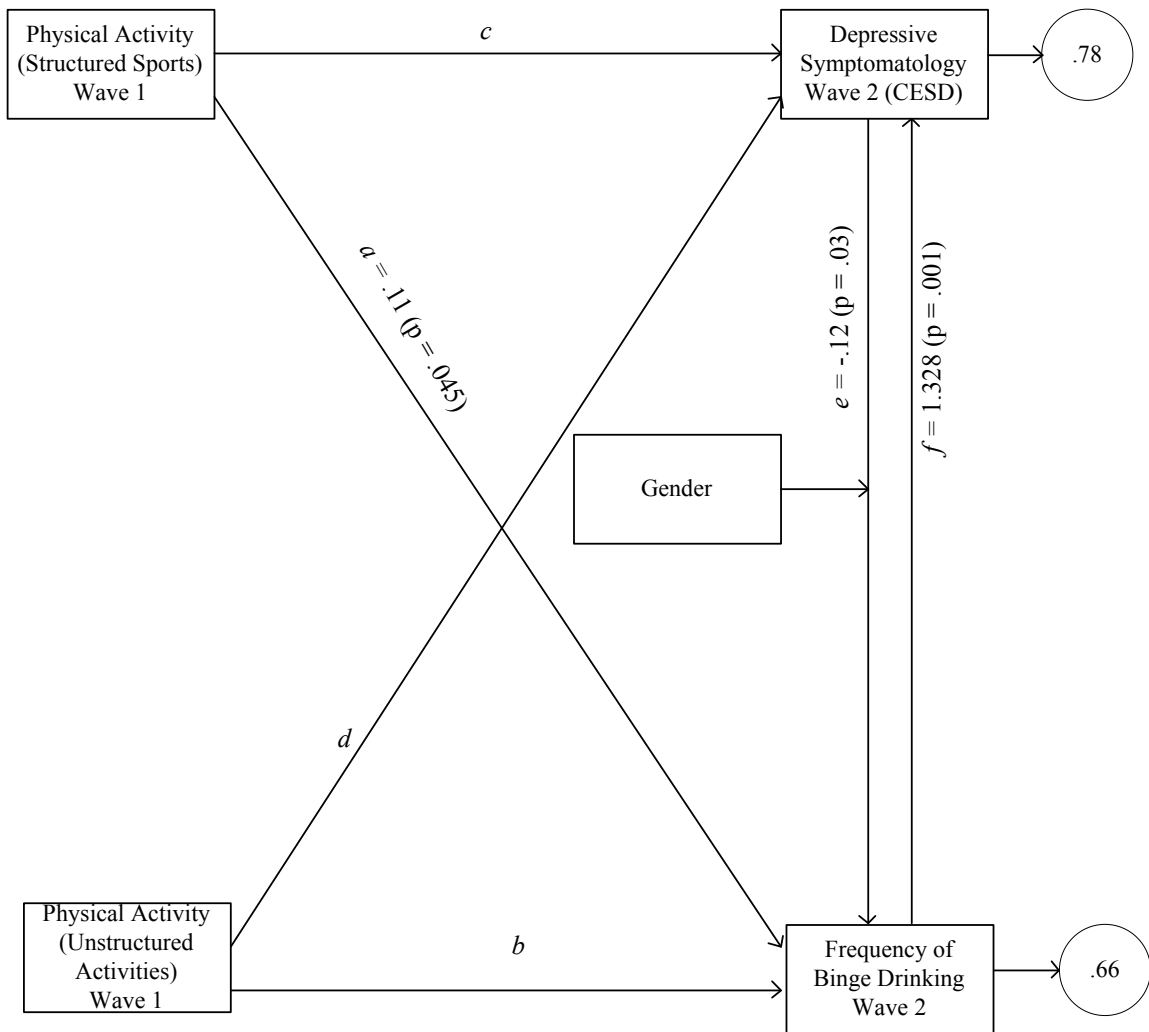 Physical Activity
(Structured Sports)
Wave 1
c
Depressive
Symptomatology
Wave 2 (CESD)
.78
a = .11 (p = .045)
e = -.12 (p = .03)
f = 1.328 (p = .001)
Gender
d
Physical Activity
(Unstructured
Activities)
Wave 1
b
Frequency of
Binge Drinking
Wave 2
.66